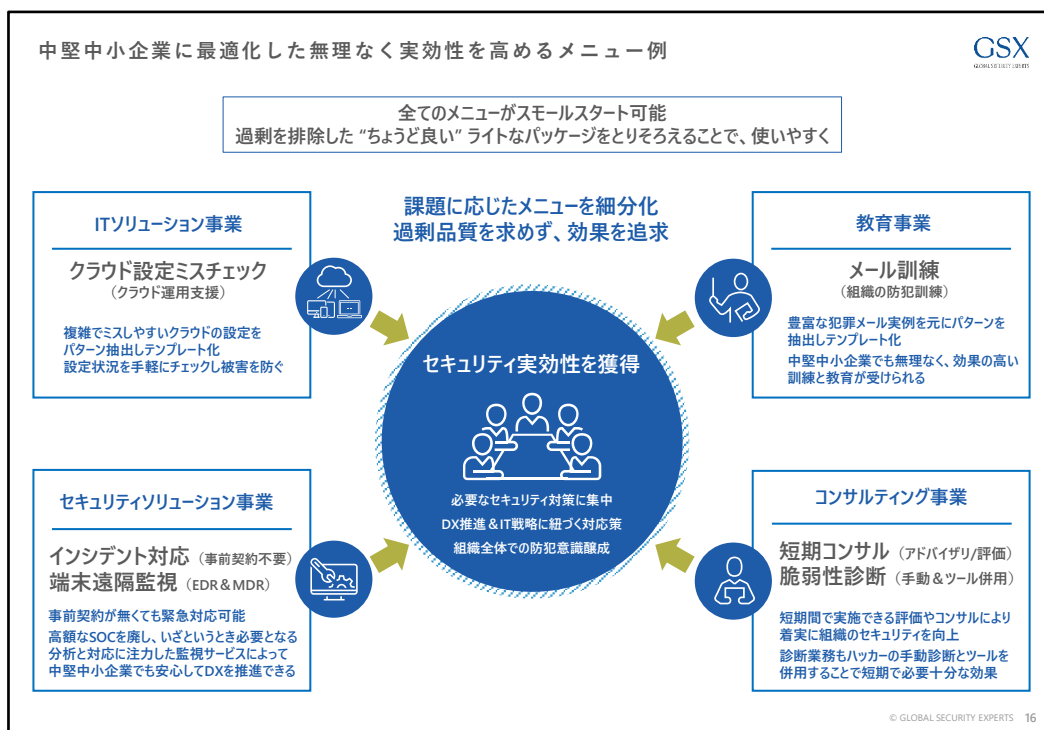 中堅中小企業に最適化した無理なく実効性を高めるメニュー例
GSX
GLOBAL SECURITY EXPERTS
全てのメニューがスモールスタート可能
過剰を排除した “ちょうど良い” ライトなパッケージをとりそろえることで、使いやすく
課題に応じたメニューを細分化
過剰品質を求めず、効果を追求
ITソリューション事業
クラウド設定ミスチェック
（クラウド運用支援）
複雑でミスしやすいクラウドの設定を
パターン抽出しテンプレート化
設定状況を手軽にチェックし被害を防ぐ
教育事業
メール訓練
（組織の防犯訓練）
豊富な犯罪メール実例を元にパターンを
抽出しテンプレート化
中堅中小企業でも無理なく、効果の高い
訓練と教育が受けられる
セキュリティ実効性を獲得
必要なセキュリティ対策に集中
DX推進＆IT戦略に紐づく対応策
組織全体での防犯意識醸成
セキュリティソリューション事業
インシデント対応（事前契約不要）
端末遠隔監視（EDR＆MDR）
事前契約が無くても緊急対応可能
高額なSOCを廃し、いざというとき必要となる
分析と対応に注力した監視サービスによって
中堅中小企業でも安心してDXを推進できる
コンサルティング事業
短期コンサル（アドバイザリ/評価）
脆弱性診断（手動＆ツール併用）
短期間で実施できる評価やコンサルにより
着実に組織のセキュリティを向上
診断業務もハッカーの手動診断とツールを
併用することで短期で必要十分な効果
© GLOBAL SECURITY EXPERTS 16